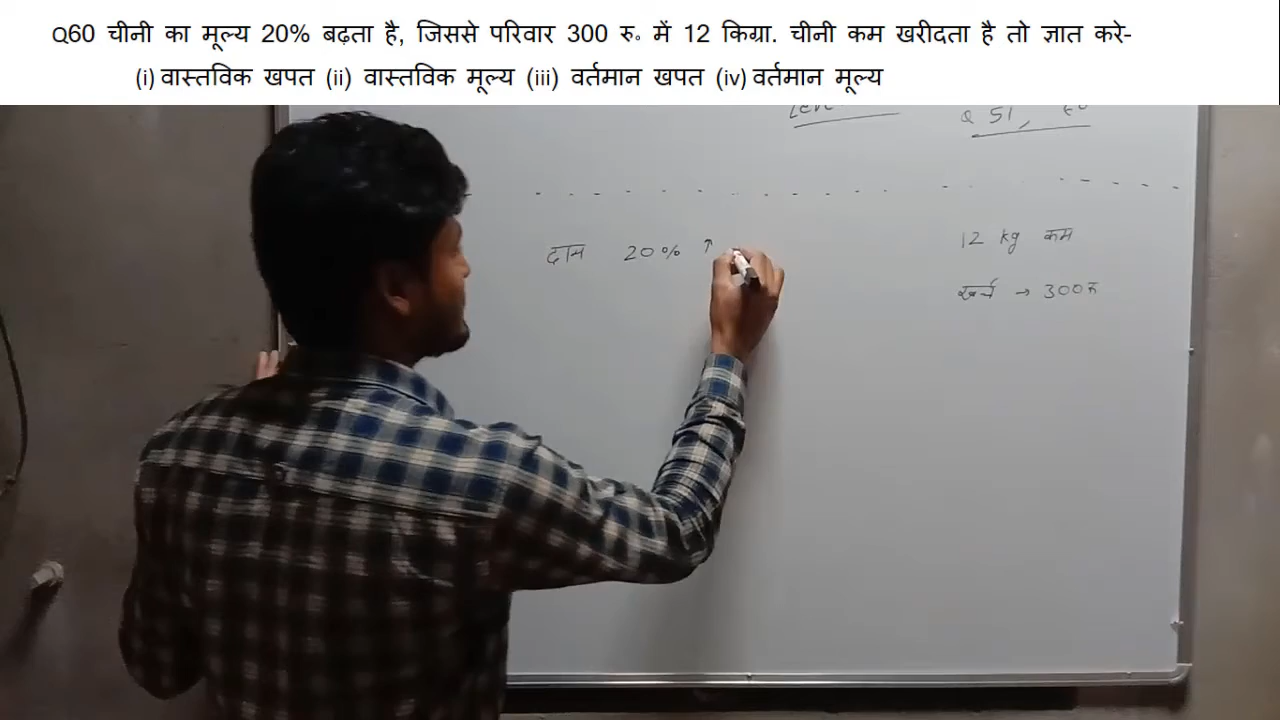 Q60 चीनी का मूल्य 20% बढ़ता है, जिससे परिवार 300 रु॰ में 12 किग्रा. चीनी कम खरीदता है तो ज्ञात करे-
(i) वास्तविक खपत (ii) वास्तविक मूल्य (iii) वर्तमान खपत (iv) वर्तमान मूल्य
Q 51,
12 kg कम
दाम 20% ↑
खर्च → 300रु